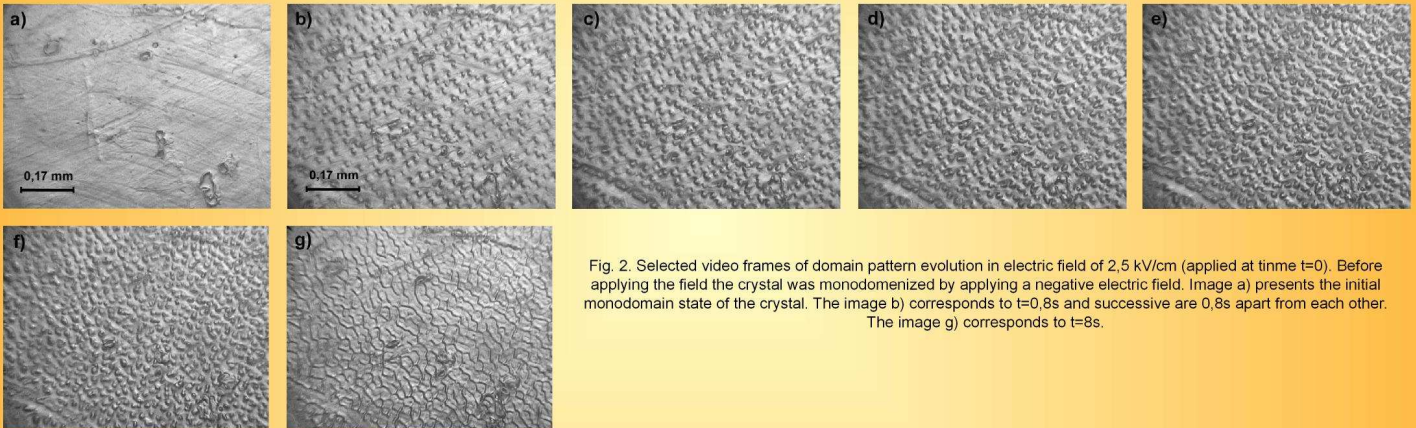 a)
b)
c)
d)
e)
0,17 mm
0,17 mm
f)
g)
Fig. 2. Selected video frames of domain pattern evolution in electric field of 2,5 kV/cm (applied at tinme t=0). Before
applying the field the crystal was monodomenized by applying a negative electric field. Image a) presents the initial
monodomain state of the crystal. The image b) corresponds to t=0,8s and successive are 0,8s apart from each other.
The image g) corresponds to t=8s.